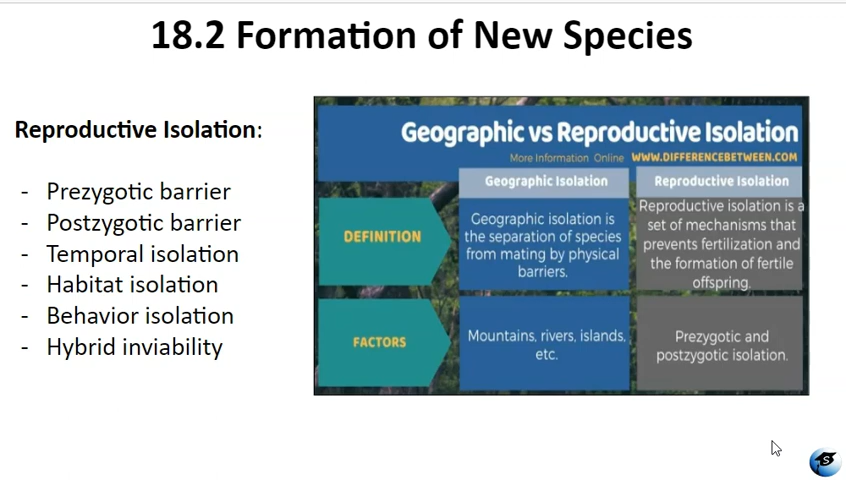 18.2 Formation of New Species
Reproductive Isolation:
- Prezygotic barrier
- Postzygotic barrier
- Temporal isolation
- Habitat isolation
- Behavior isolation
- Hybrid inviability
Geographic vs Reproductive Isolation
More Information Online WWW.DIFFERENCEBETWEEN.COM
Geographic Isolation
Reproductive Isolation
DEFINITION
Geographic isolation is
the separation of species
from mating by physical
barriers.
Reproductive isolation is a
set of mechanisms that
prevents fertilization and
the formation of fertile
offspring.
FACTORS
Mountains, rivers, islands,
etc.
Prezygotic and
postzygotic isolation.
S